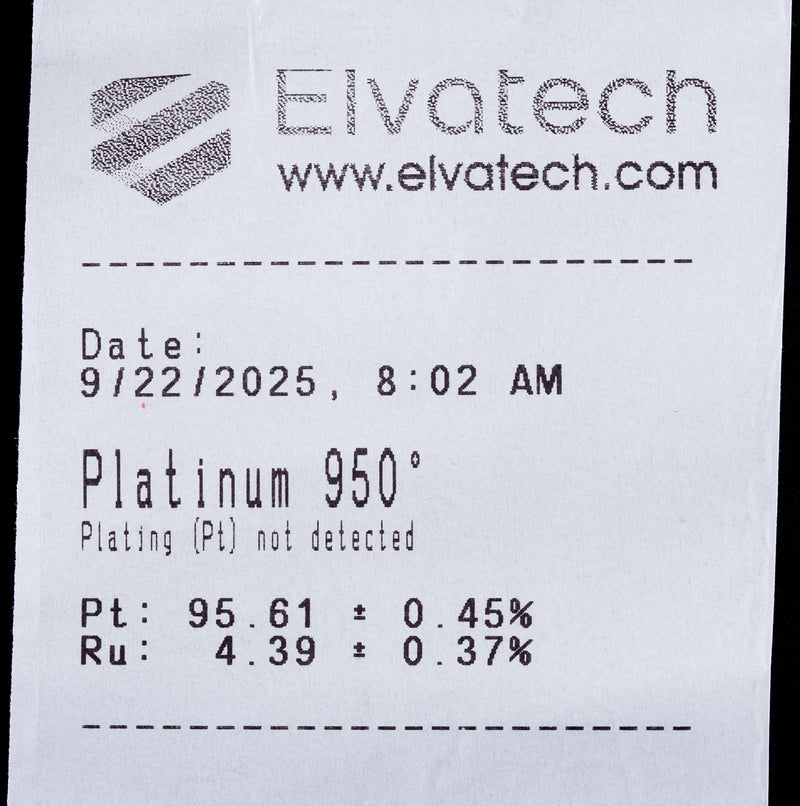 Elvatech
www.elvatech.com
------------------------
Date:
9/22/2025, 8:02 AM
Platinum 950°
Plating (Pt) not detected
Pt: 95.61 ± 0.45%
Ru: 4.39 ± 0.37%
------------------------